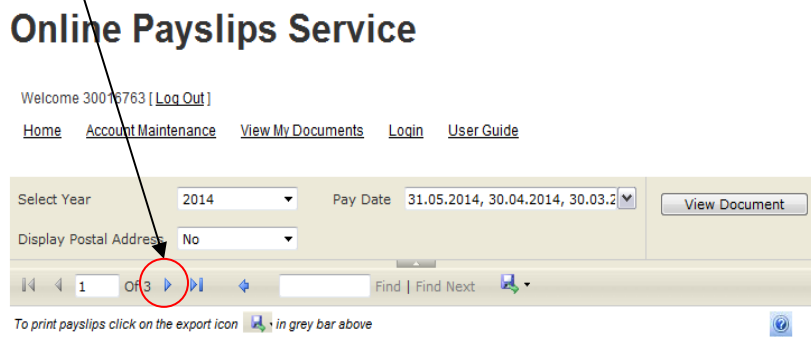 Online Payslips Service
Welcome 30016763 [ Log Out ]
Home Account Maintenance View My Documents Login User Guide
Select Year 2014 Pay Date 31.05.2014, 30.04.2014, 30.03.2 View Document
Display Postal Address No
1 Of 3 Find | Find Next
To print payslips click on the export icon in grey bar above
?